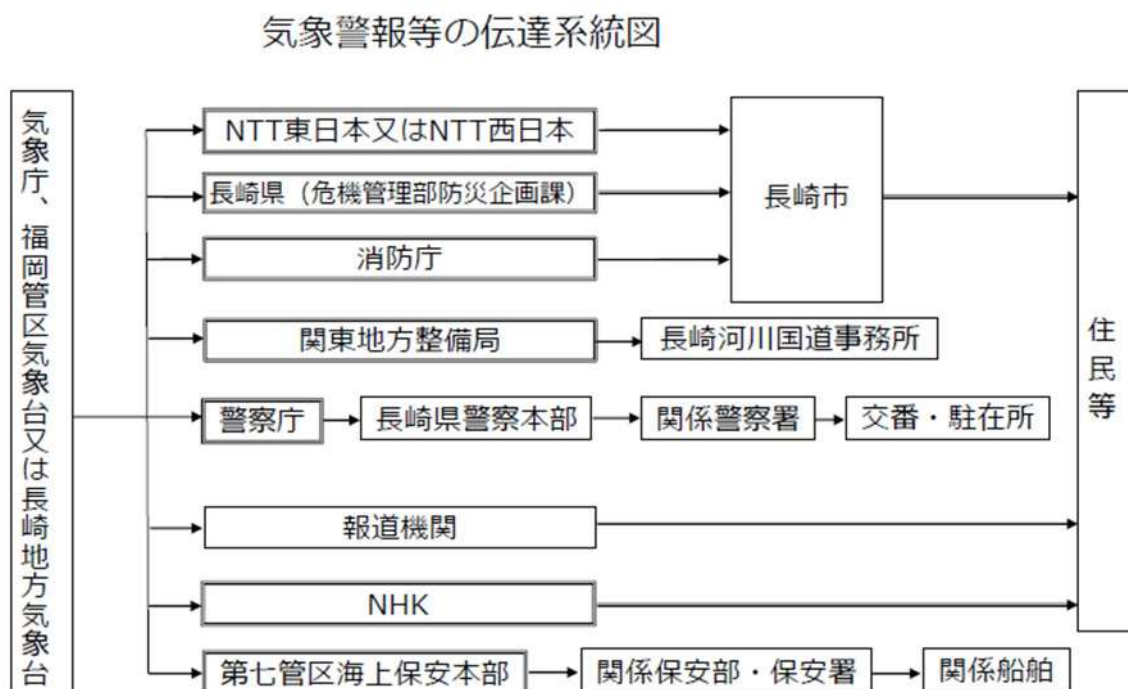 気象警報等の伝達系統図
気象庁、福岡管区気象台又は長崎地方気象台
NTT東日本又はNTT西日本
長崎県（危機管理部防災企画課）
消防庁
長崎市
関東地方整備局
長崎河川国道事務所
警察庁
長崎県警察本部
関係警察署
交番・駐在所
報道機関
NHK
第七管区海上保安本部
関係保安部・保安署
関係船舶
住民等